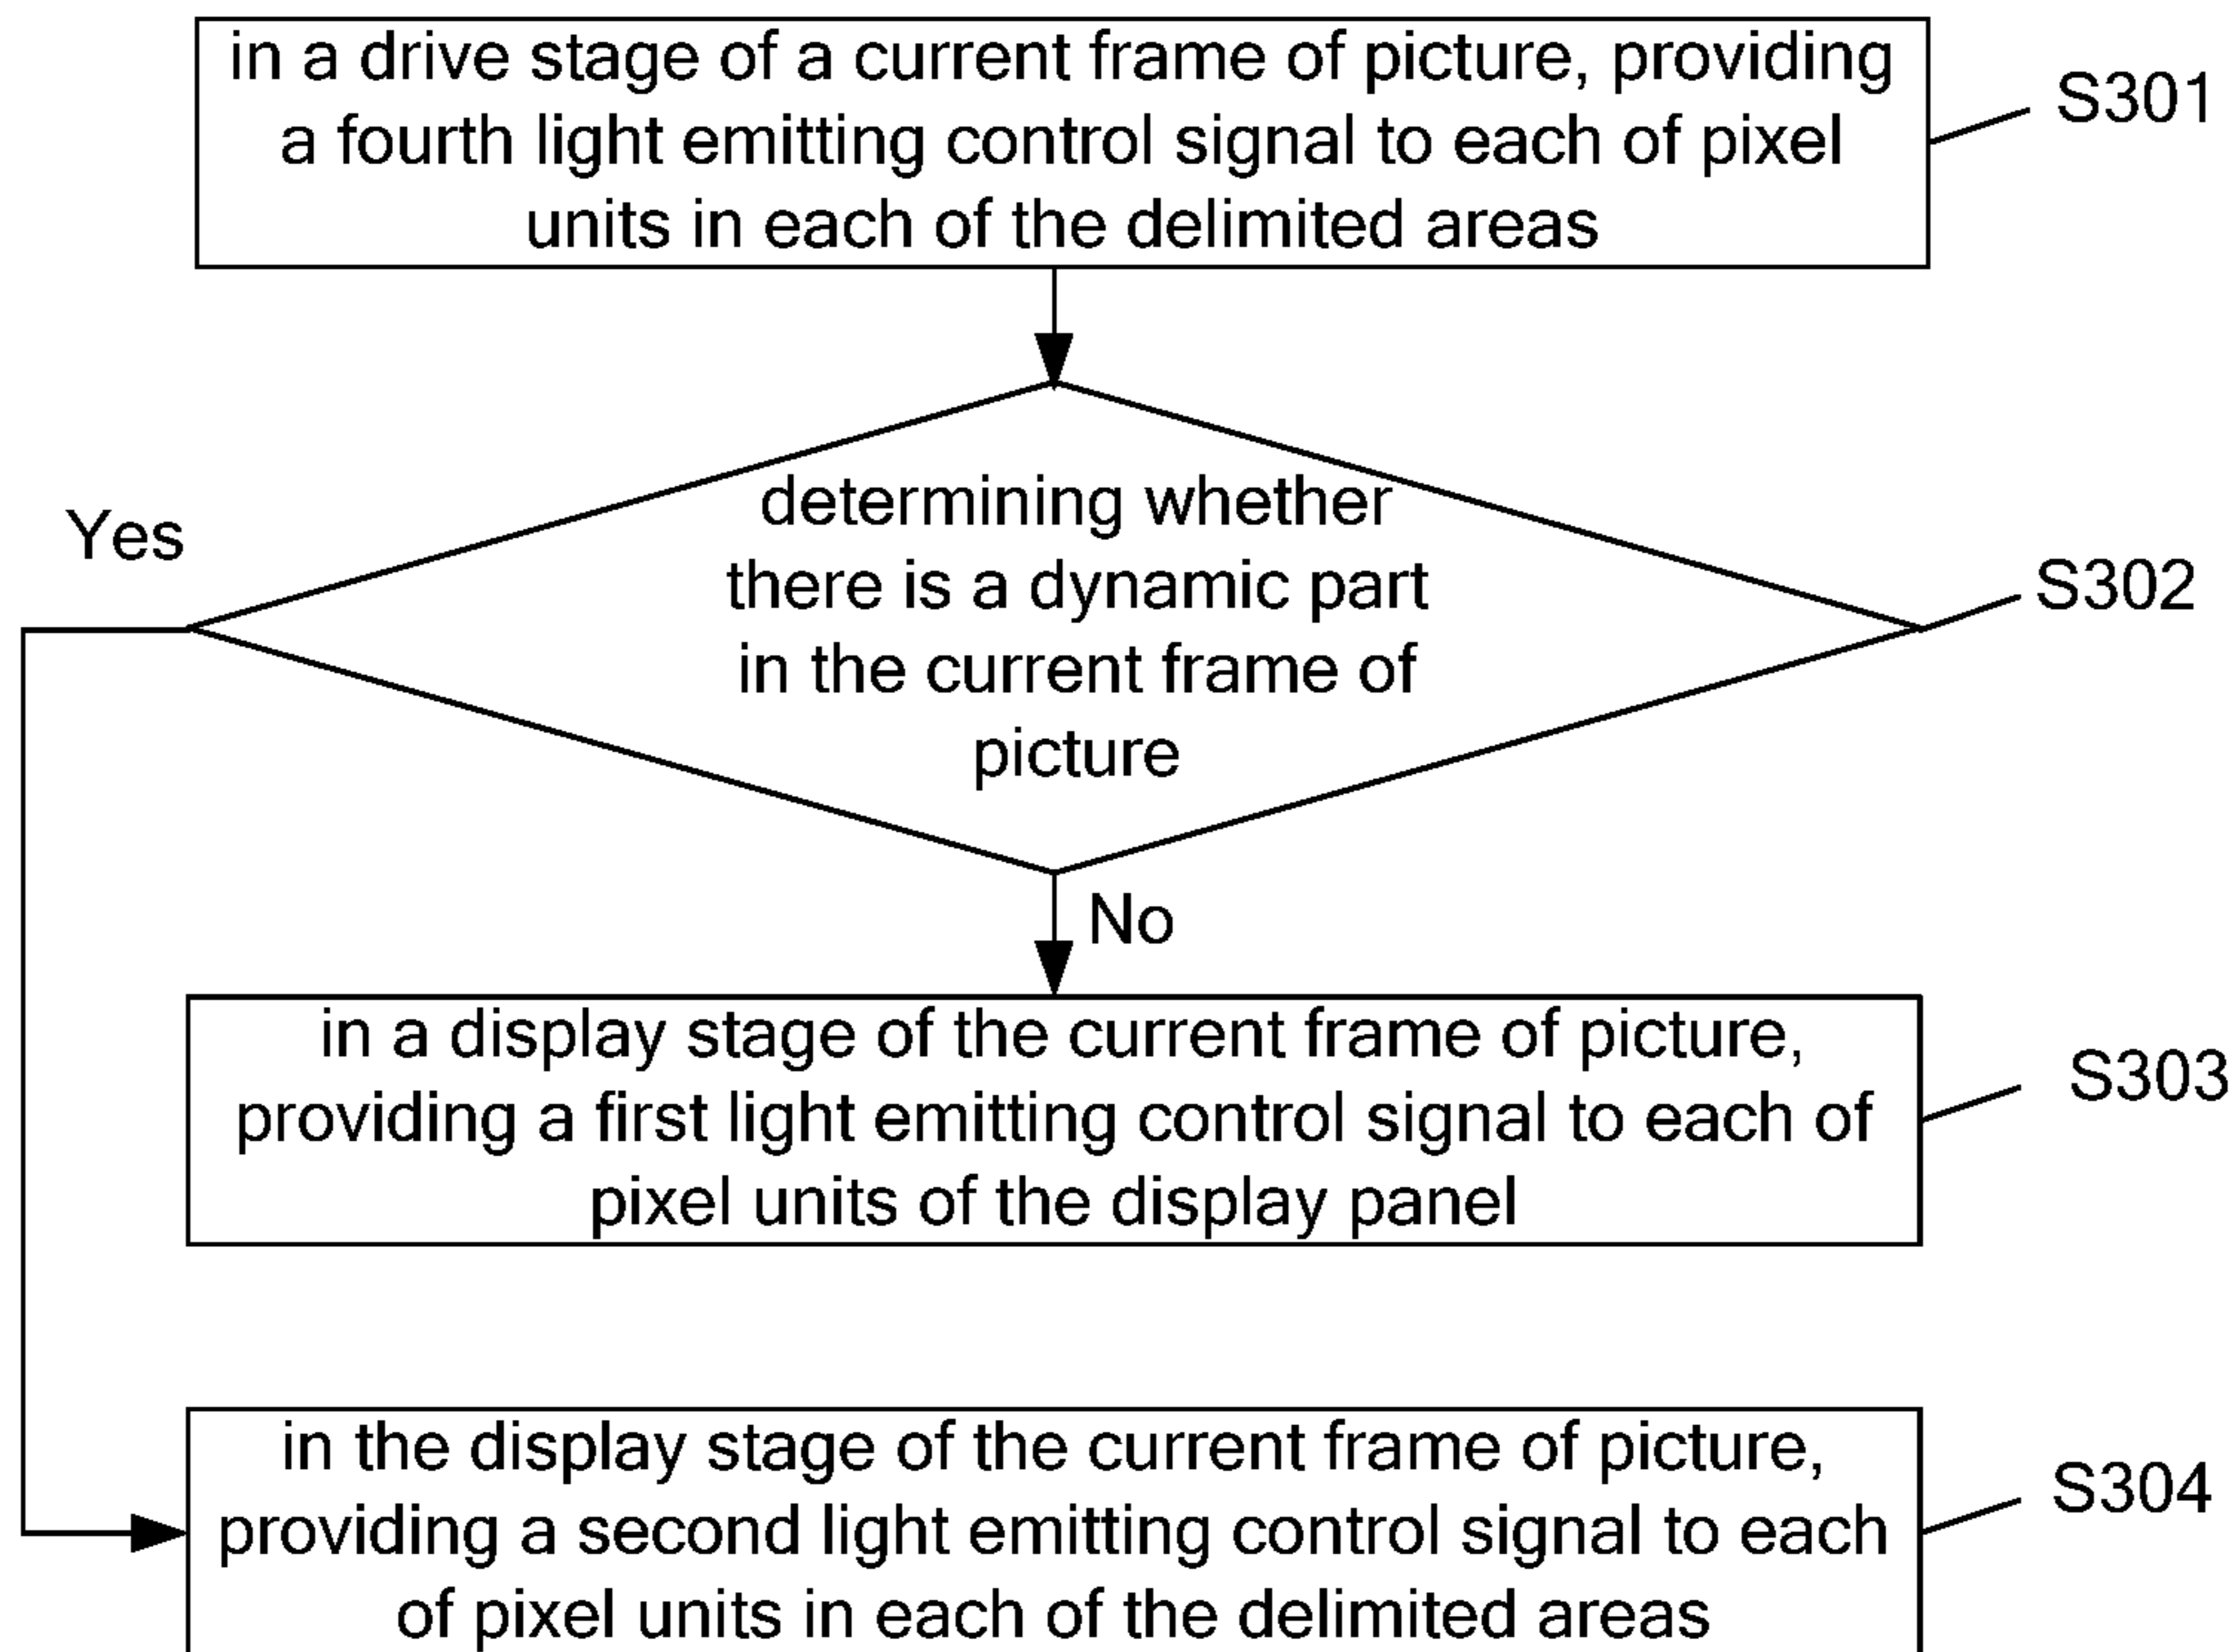 in a drive stage of a current frame of picture, providing
a fourth light emitting control signal to each of pixel
units in each of the delimited areas
S301
determining whether
there is a dynamic part
in the current frame of
picture
Yes
S302
No
in a display stage of the current frame of picture,
providing a first light emitting control signal to each of
pixel units of the display panel
S303
in the display stage of the current frame of picture,
providing a second light emitting control signal to each
of pixel units in each of the delimited areas
S304